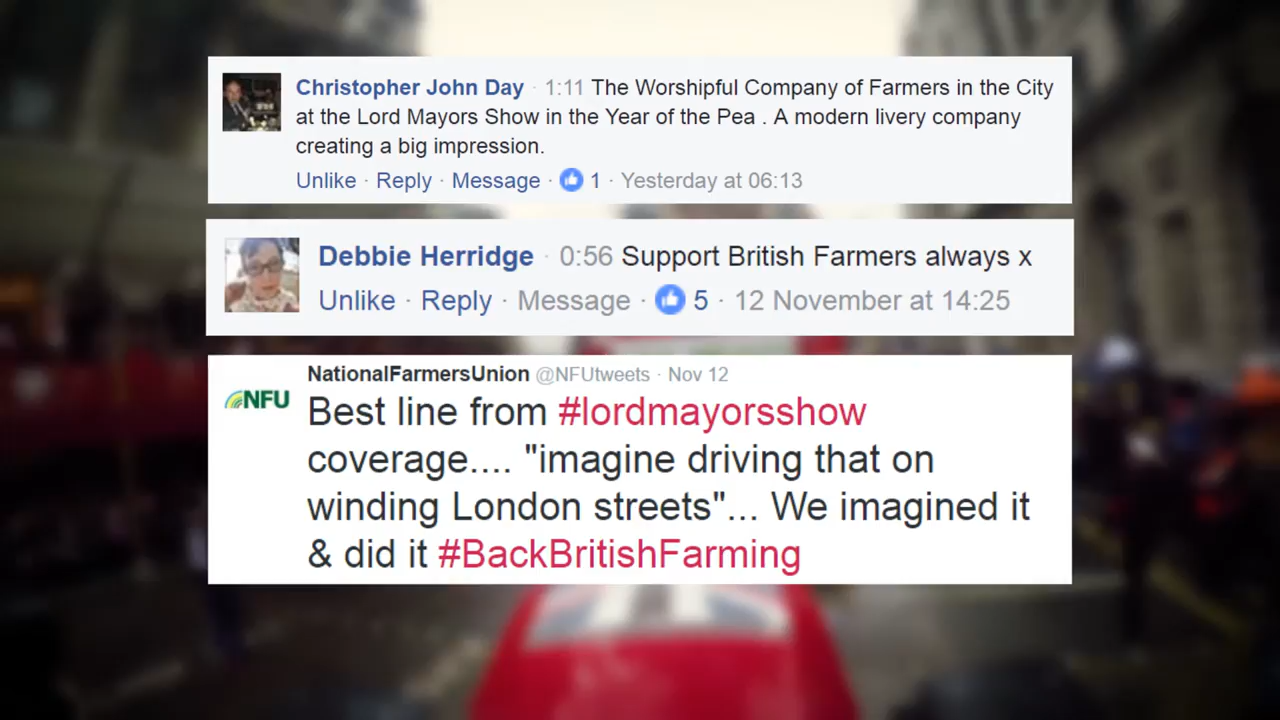 Christopher John Day · 1:11 The Worshipful Company of Farmers in the City
at the Lord Mayors Show in the Year of the Pea . A modern livery company
creating a big impression.
Unlike · Reply · Message · 1 · Yesterday at 06:13
Debbie Herridge · 0:56 Support British Farmers always x
Unlike · Reply · Message · 5 · 12 November at 14:25
NationalFarmersUnion @NFUtweets · Nov 12
NFU
Best line from #lordmayorsshow
coverage.... "imagine driving that on
winding London streets"... We imagined it
& did it #BackBritishFarming